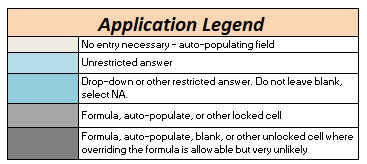 Application Legend
No entry necessary - auto-populating field
Unrestricted answer
Drop-down or other restricted answer. Do not leave blank,
select NA.
Formula, auto-populate, or other locked cell
Formula, auto-populate, blank, or other unlocked cell where
overriding the formula is allowable but very unlikely